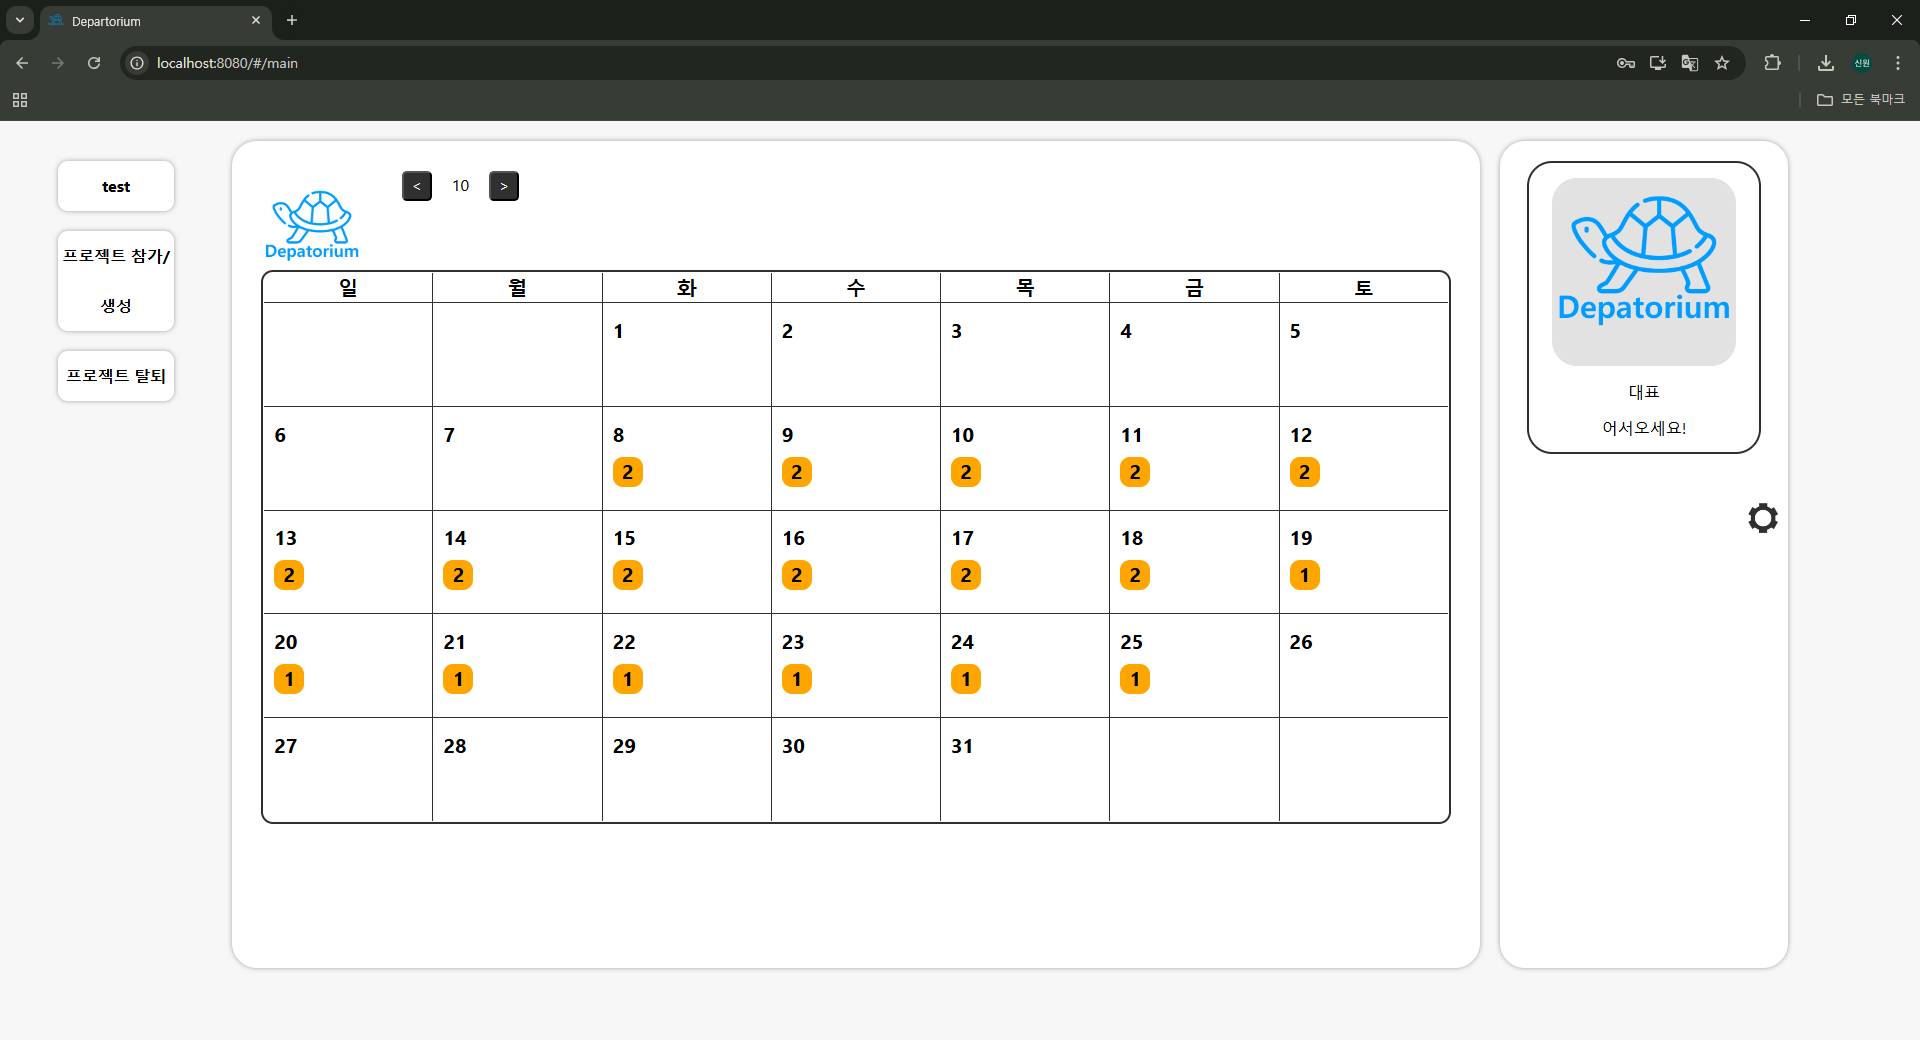 Departorium
localhost:8080/#/main
신원
모든 북마크
test
프로젝트 참가/
생성
프로젝트 탈퇴
Depatorium
< 10 >
일 월 화 수 목 금 토
1 2 3 4 5
6 7 8 9 10 11 12
2 2 2 2 2
13 14 15 16 17 18 19
2 2 2 2 2 2 1
20 21 22 23 24 25 26
1 1 1 1 1 1
27 28 29 30 31
Depatorium
대표
어서오세요!